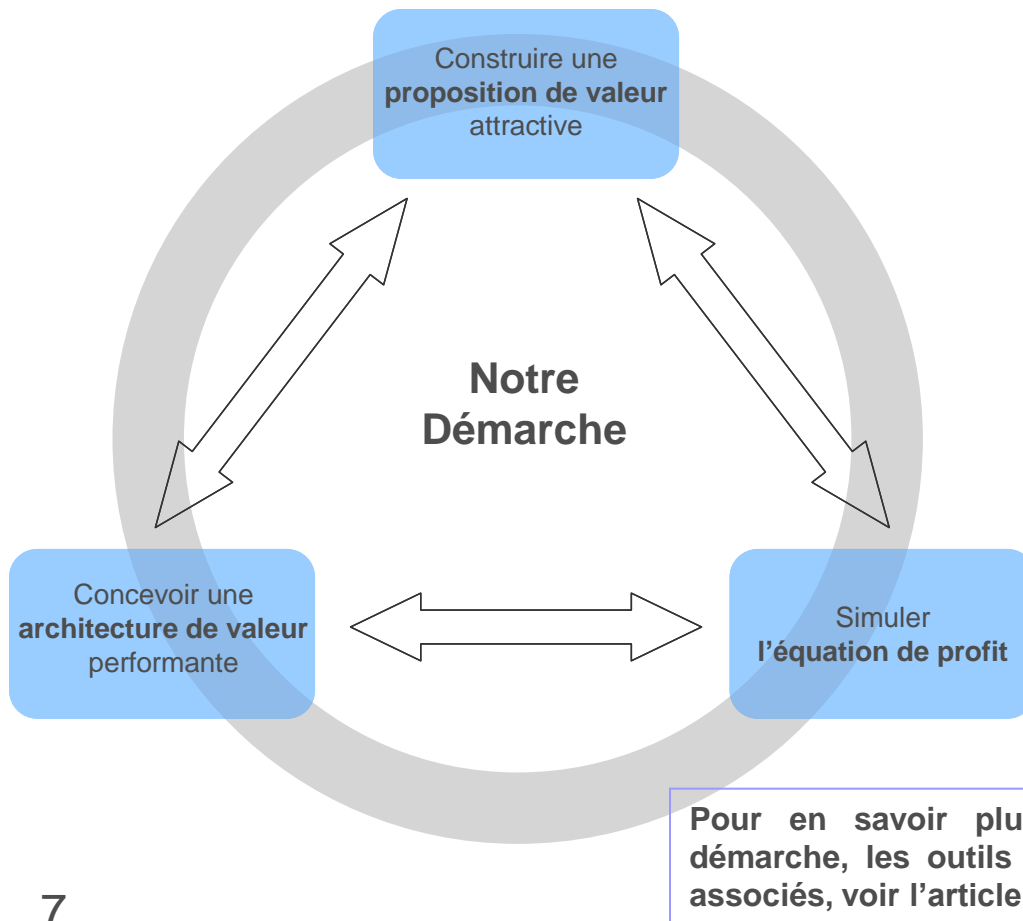 Construire une
proposition de valeur
attractive
Notre
Démarche
Concevoir une
architecture de valeur
performante
Simuler
l’équation de profit
Pour en savoir plu
démarche, les outils
associés, voir l’article
7